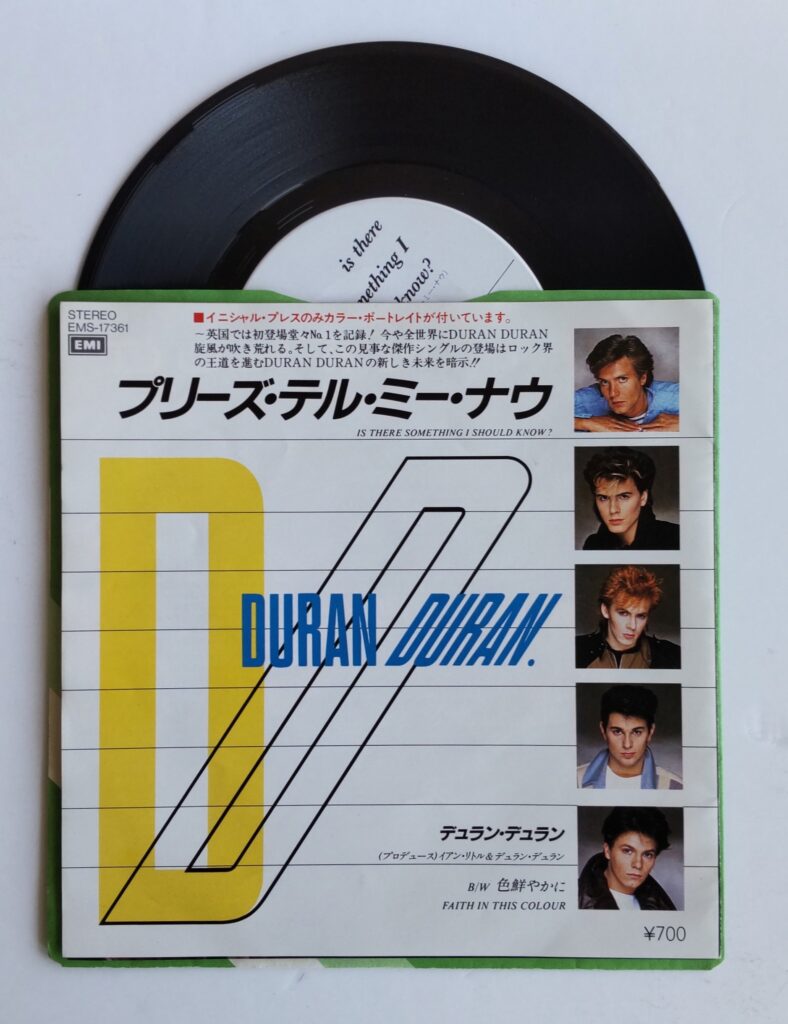 is there
something I
know?
STEREO
EMS-17361
EMI
■イニシャル・プレスのみカラー・ポートレイトが付いています。
〜英国では初登場堂々No.1を記録!今や全世界にDURAN DURAN
旋風が吹き荒れる。そして、この見事な傑作シングルの登場はロック界
の王道を進むDURAN DURANの新しき未来を暗示!!
プリーズ・テル・ミー・ナウ
IS THERE SOMETHING I SHOULD KNOW?
DURAN DURAN.
デュラン・デュラン
(プロデュース)イアン・リトル&デュラン・デュラン
B/W 色鮮やかに
FAITH IN THIS COLOUR
¥700